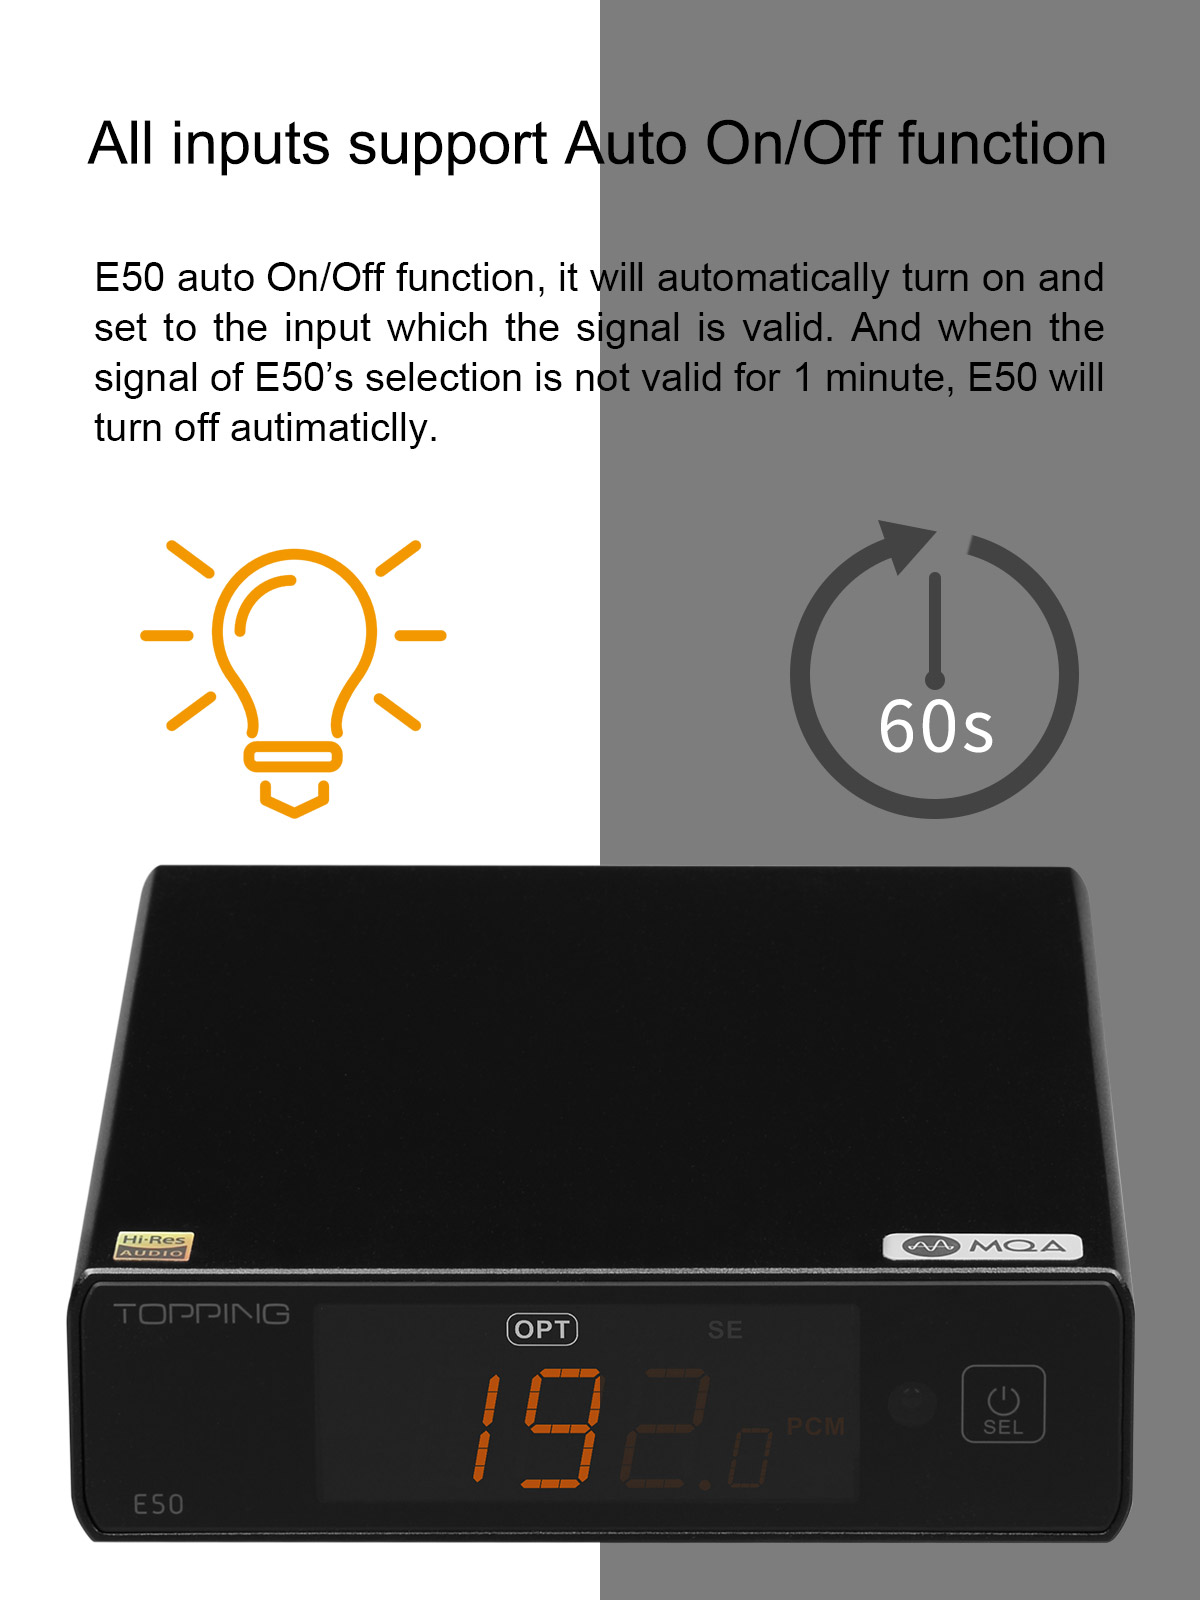 All inputs support Auto On/Off function
E50 auto On/Off function, it will automatically turn on and
set to the input which the signal is valid. And when the
signal of E50’s selection is not valid for 1 minute, E50 will
turn off autimaticlly.
60s
Hi-Res
AUDIO
MQA
TOPPING
OPT
SE
192.0
PCM
SEL
E50